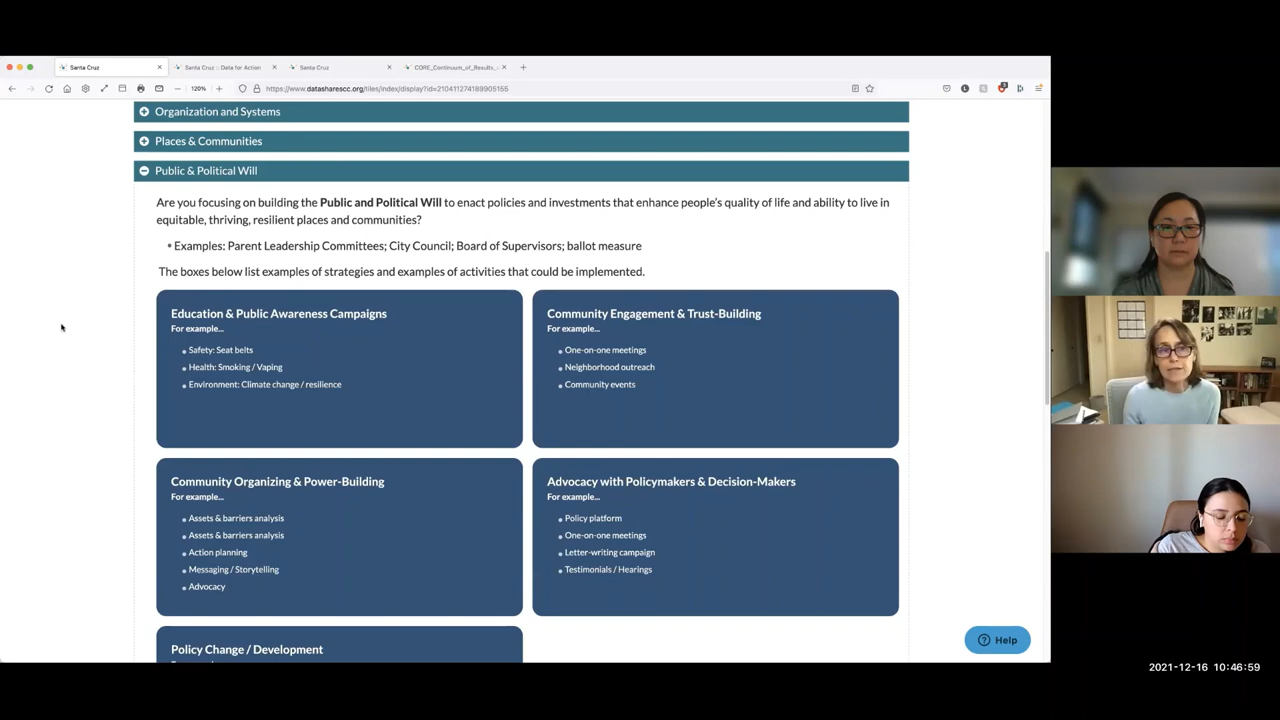 Santa Cruz
Santa Cruz :: Data for Action
Santa Cruz
CORE_Continuum_of_Results_...
120%
https://www.datasharescc.org/tiles/index/display?id=210411274189905155
Organization and Systems
Places & Communities
Public & Political Will
Are you focusing on building the Public and Political Will to enact policies and investments that enhance people's quality of life and ability to live in
equitable, thriving, resilient places and communities?
• Examples: Parent Leadership Committees; City Council; Board of Supervisors; ballot measure
The boxes below list examples of strategies and examples of activities that could be implemented.
Education & Public Awareness Campaigns
For example...
• Safety: Seat belts
• Health: Smoking / Vaping
• Environment: Climate change / resilience
Community Engagement & Trust-Building
For example...
• One-on-one meetings
• Neighborhood outreach
• Community events
Community Organizing & Power-Building
For example...
• Assets & barriers analysis
• Assets & barriers analysis
• Action planning
• Messaging / Storytelling
• Advocacy
Advocacy with Policymakers & Decision-Makers
For example...
• Policy platform
• One-on-one meetings
• Letter-writing campaign
• Testimonials / Hearings
Policy Change / Development
Help
2021-12-16 10:46:59